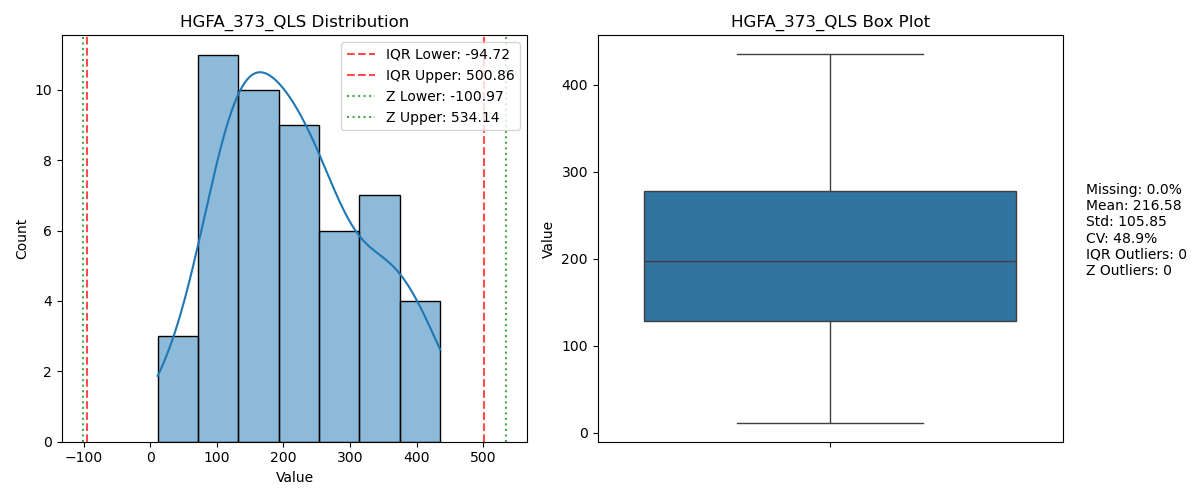 HGFA_373_QLS Distribution
IQR Lower: -94.72
IQR Upper: 500.86
Z Lower: -100.97
Z Upper: 534.14
10
8
6
4
2
0
Count
−100
0
100
200
300
400
500
Value
HGFA_373_QLS Box Plot
400
300
200
100
0
Value
Missing: 0.0%
Mean: 216.58
Std: 105.85
CV: 48.9%
IQR Outliers: 0
Z Outliers: 0